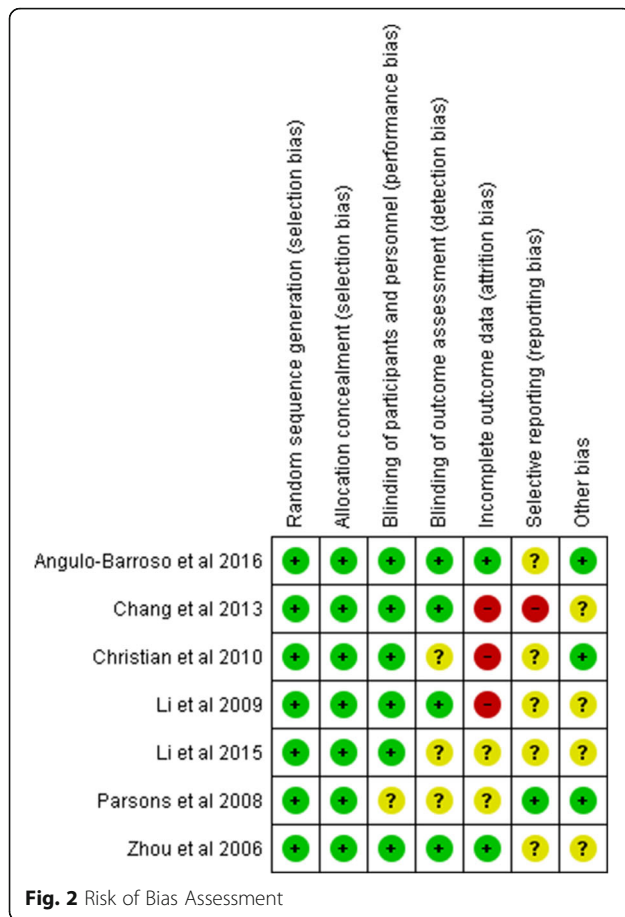 Random sequence generation (selection bias)
Allocation concealment (selection bias)
Blinding of participants and personnel (performance bias)
Blinding of outcome assessment (detection bias)
Incomplete outcome data (attrition bias)
Selective reporting (reporting bias)
Other bias
Angulo-Barroso et al 2016 + + + + + ? +
Chang et al 2013 + + + + - - ?
Christian et al 2010 + + + ? - ? +
Li et al 2009 + + + + - ? ?
Li et al 2015 + + + ? ? ? ?
Parsons et al 2008 + + ? ? ? + +
Zhou et al 2006 + + + + + ? ?
Fig. 2 Risk of Bias Assessment